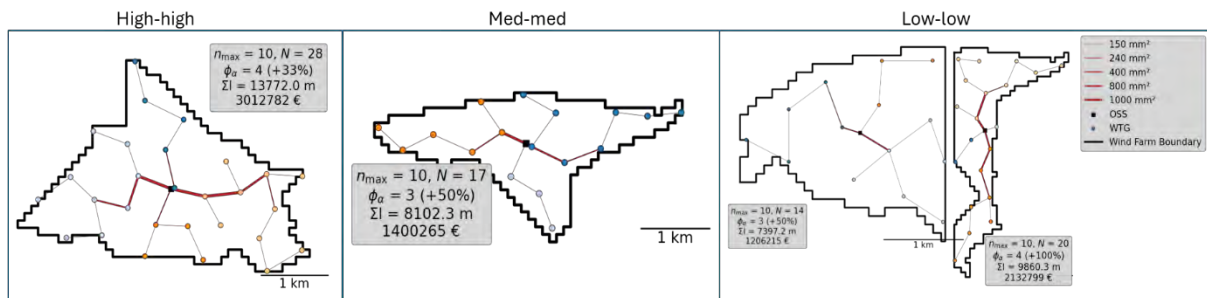 High-high
Med-med
Low-low
n_max = 10, N = 28
ϕ_α = 4 (+33%)
Σl = 13772.0 m
3012782 €
1 km
n_max = 10, N = 17
ϕ_α = 3 (+50%)
Σl = 8102.3 m
1400265 €
1 km
n_max = 10, N = 14
ϕ_α = 3 (+50%)
Σl = 7397.2 m
1206215 €
1 km
n_max = 10, N = 20
ϕ_α = 4 (+100%)
Σl = 9860.3 m
2132799 €
150 mm²
240 mm²
400 mm²
800 mm²
1000 mm²
OSS
WTG
Wind Farm Boundary